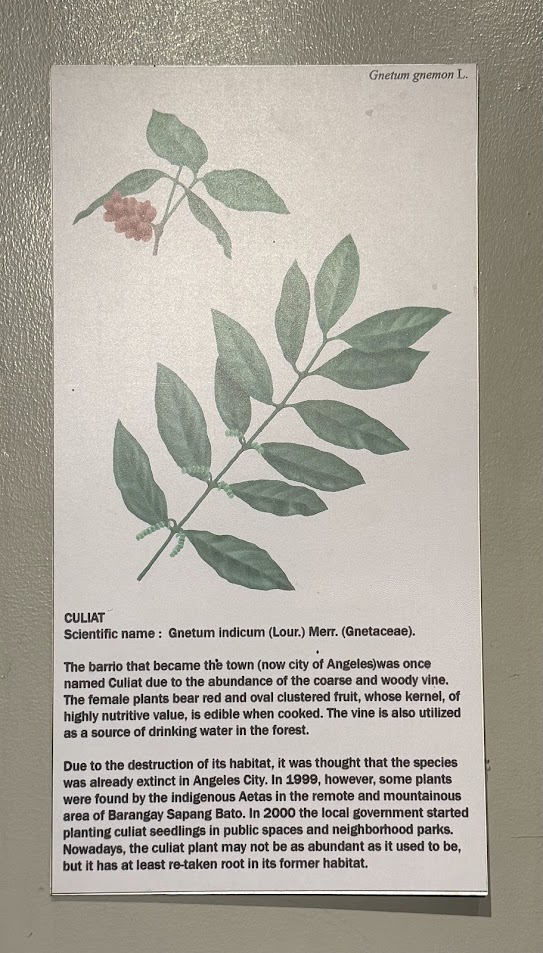 Gnetum gnemon L.
CULIAT
Scientific name : Gnetum indicum (Lour.) Merr. (Gnetaceae).
The barrio that became the town (now city of Angeles)was once
named Culiat due to the abundance of the coarse and woody vine.
The female plants bear red and oval clustered fruit, whose kernel, of
highly nutritive value, is edible when cooked. The vine is also utilized
as a source of drinking water in the forest.
Due to the destruction of its habitat, it was thought that the species
was already extinct in Angeles City. In 1999, however, some plants
were found by the indigenous Aetas in the remote and mountainous
area of Barangay Sapang Bato. In 2000 the local government started
planting culiat seedlings in public spaces and neighborhood parks.
Nowadays, the culiat plant may not be as abundant as it used to be,
but it has at least re-taken root in its former habitat.